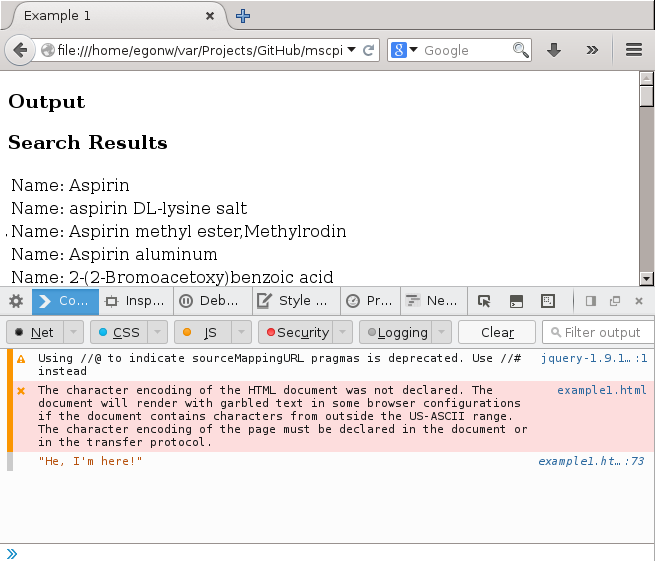 Example 1
file:///home/egonw/var/Projects/GitHub/mscpi
Google
Output
Search Results
Name: Aspirin
Name: aspirin DL-lysine salt
Name: Aspirin methyl ester,Methylrodin
Name: Aspirin aluminum
Name: 2-(2-Bromoacetoxy)benzoic acid
Co... Insp... Deb... Style ... Pr... Ne...
Net CSS JS Security Logging Clear Filter output
Using //@ to indicate sourceMappingURL pragmas is deprecated. Use //# jquery-1.9.1...:1
instead
The character encoding of the HTML document was not declared. The example1.html
document will render with garbled text in some browser configurations
if the document contains characters from outside the US-ASCII range.
The character encoding of the page must be declared in the document or
in the transfer protocol.
"He, I'm here!" example1.ht...:73